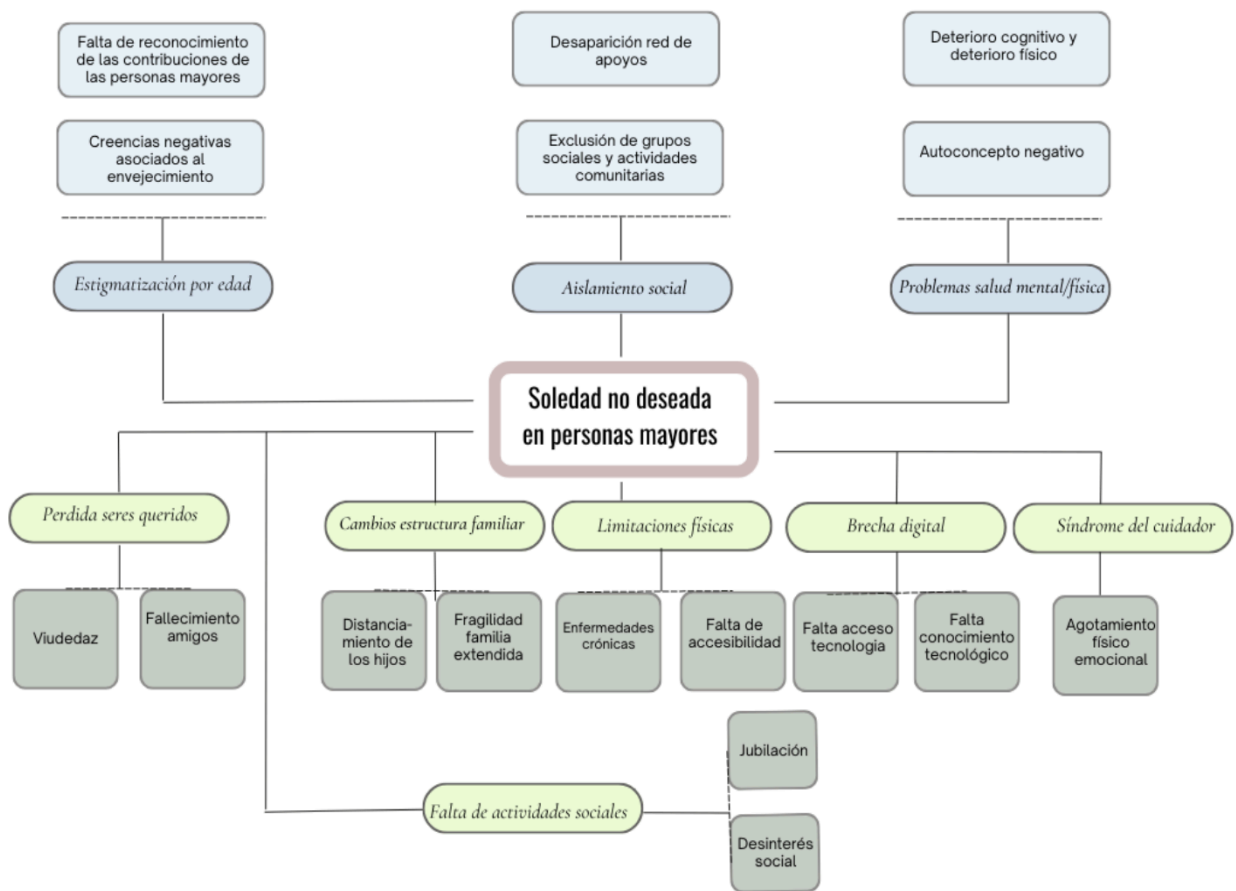 Falta de reconocimiento
de las contribuciones de
las personas mayores
Desaparición red de
apoyos
Deterioro cognitivo y
deterioro físico
Creencias negativas
asociados al
envejecimiento
Exclusión de grupos
sociales y actividades
comunitarias
Autoconcepto negativo
Estigmatización por edad
Aislamiento social
Problemas salud mental/física
Soledad no deseada
en personas mayores
Perdida seres queridos
Cambios estructura familiar
Limitaciones físicas
Brecha digital
Síndrome del cuidador
Viudedaz
Fallecimiento
amigos
Distancia-
miento de
los hijos
Fragilidad
familia
extendida
Enfermedades
crónicas
Falta de
accesibilidad
Falta acceso
tecnologia
Falta
conocimiento
tecnológico
Agotamiento
físico
emocional
Jubilación
Falta de actividades sociales
Desinterés
social